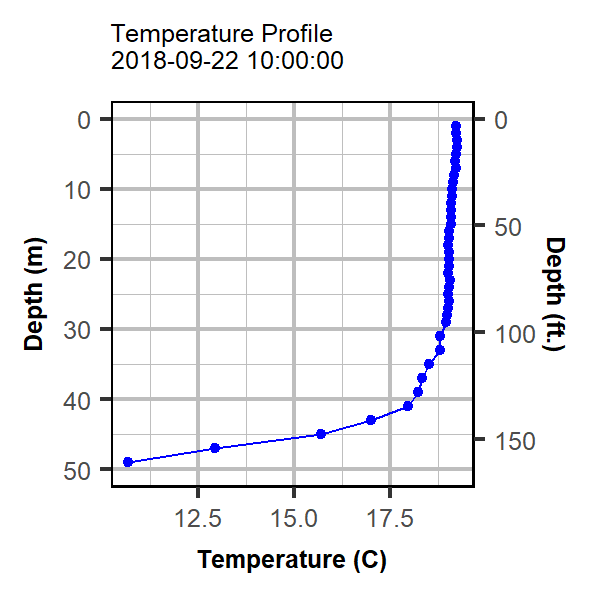 Temperature Profile
2018-09-22 10:00:00
0
10
20
30
40
50
Depth (m)
0
50
100
150
Depth (ft.)
12.5 15.0 17.5
Temperature (C)